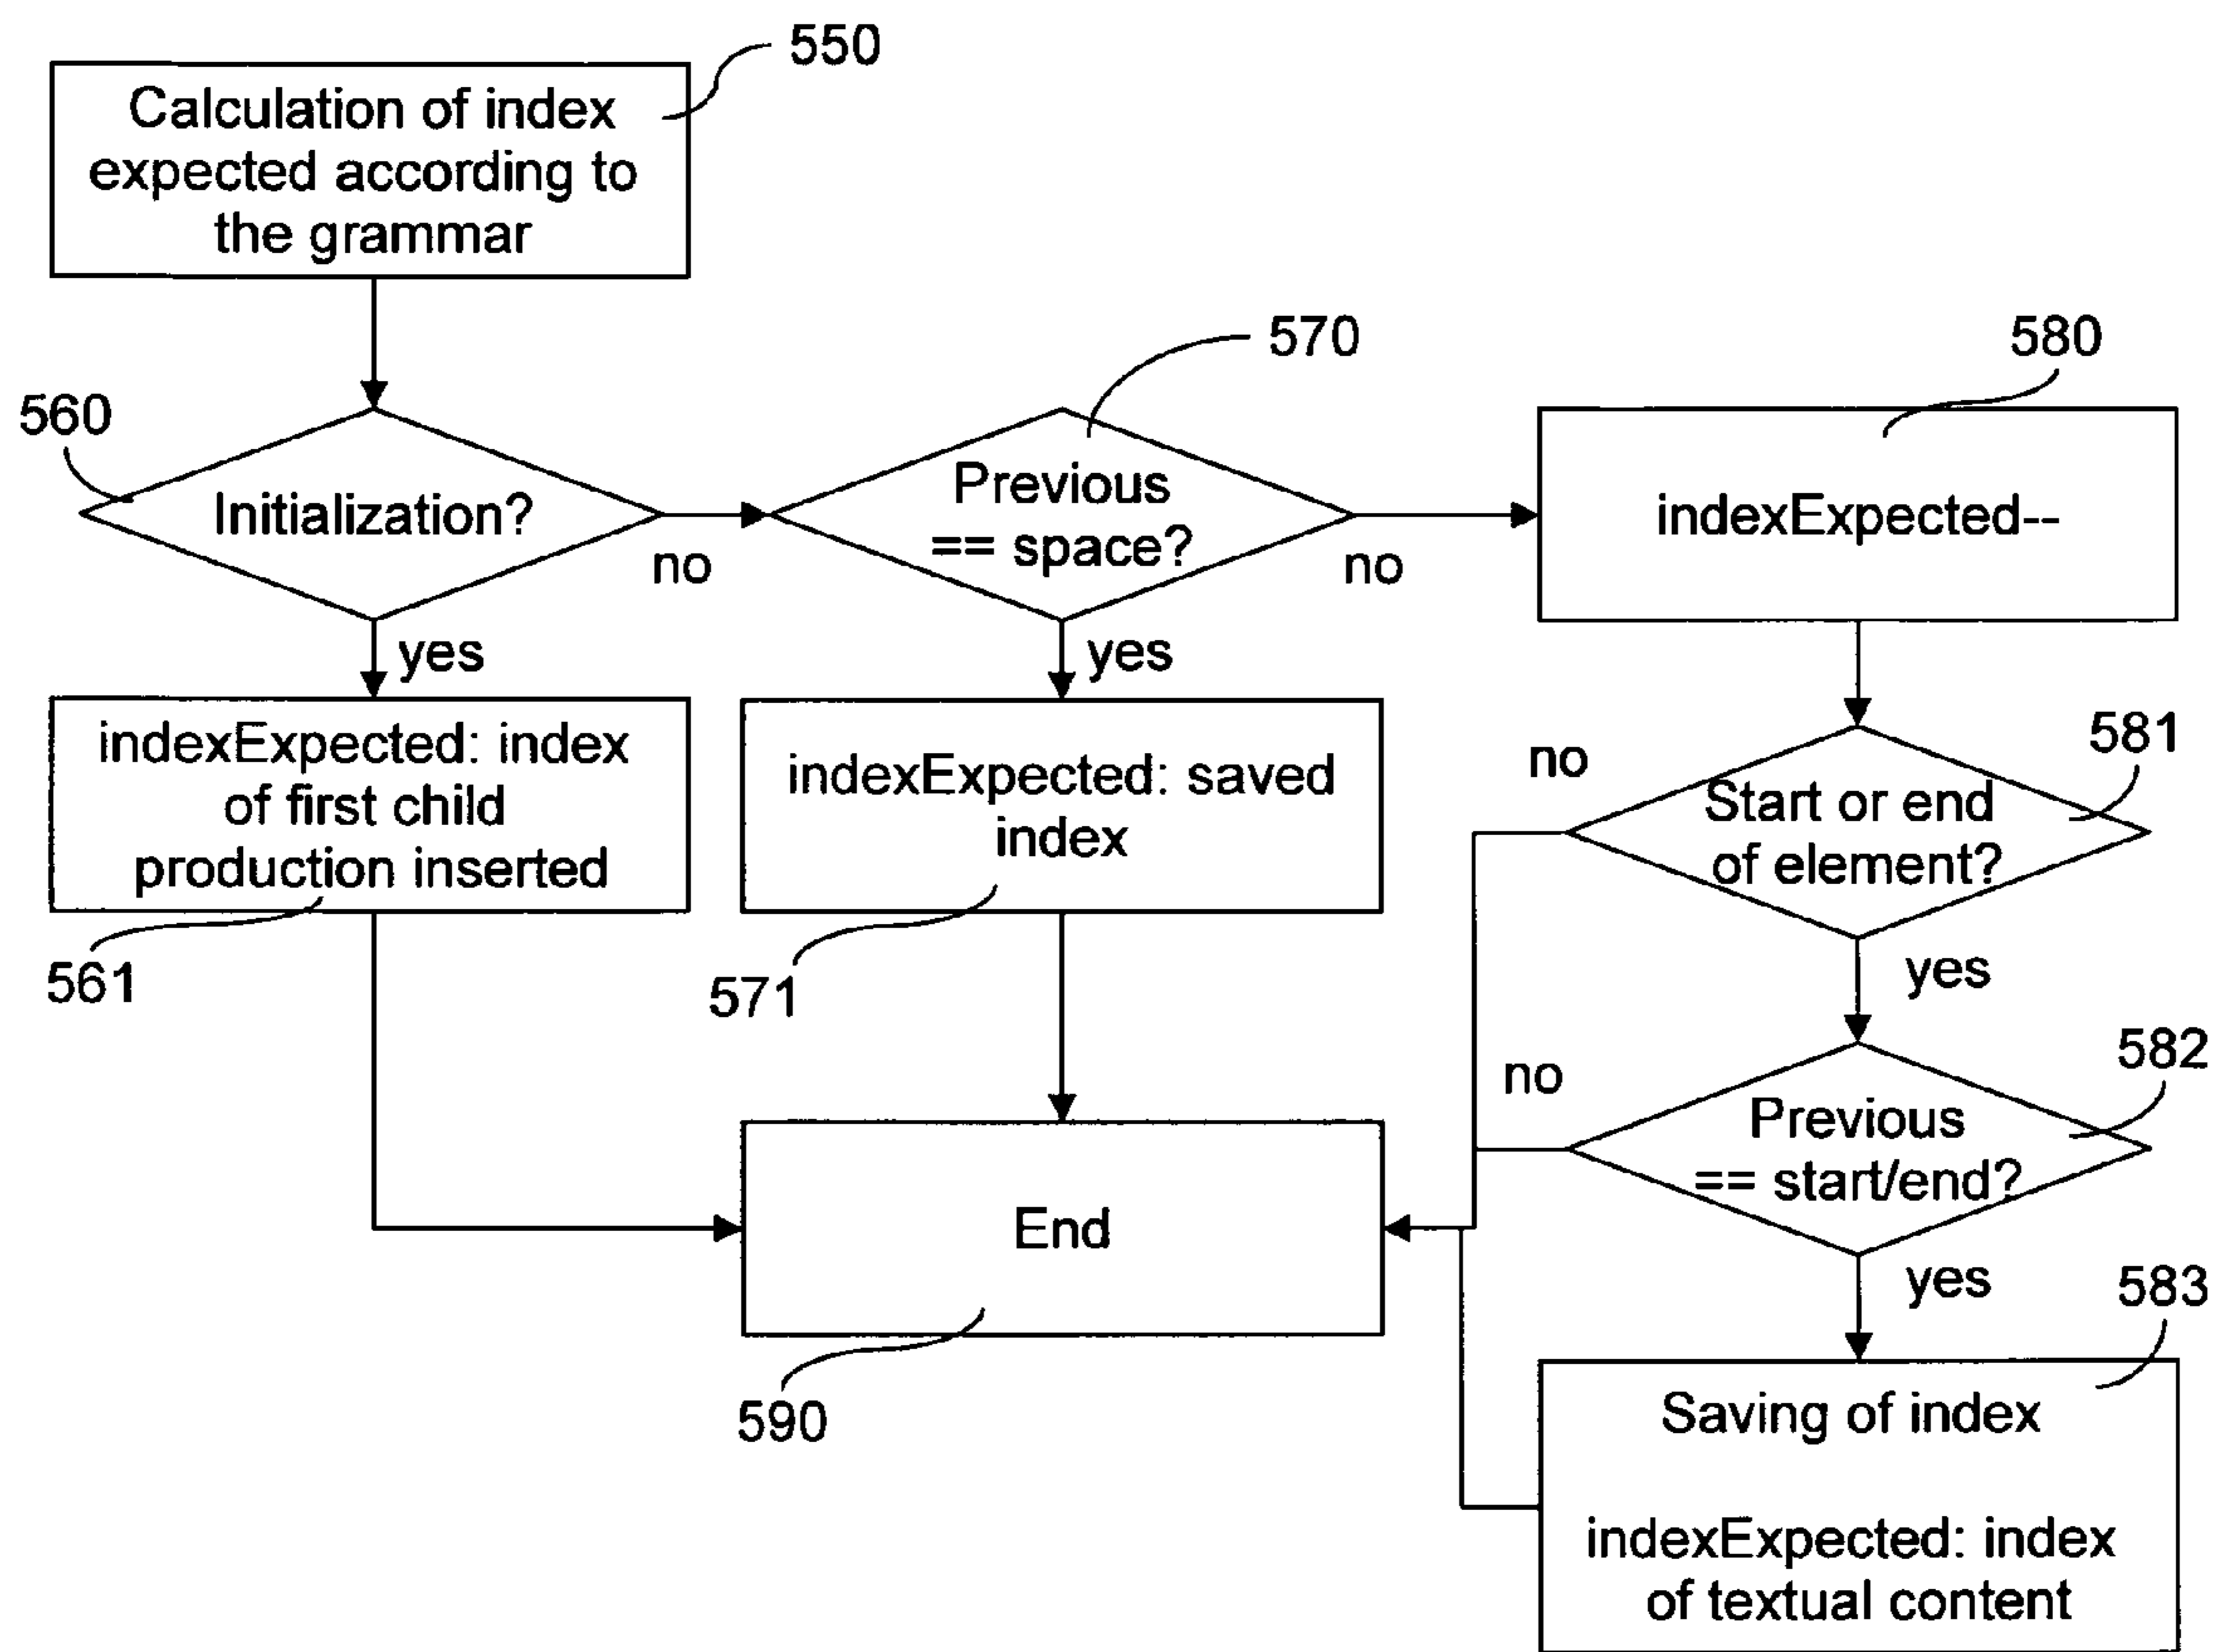 550
Calculation of index
expected according to
the grammar
570
580
560
Initialization?
no
Previous
== space?
no
indexExpected--
yes
yes
indexExpected: index
of first child
production inserted
561
indexExpected: saved
index
571
581
no
Start or end
of element?
yes
582
no
Previous
== start/end?
End
590
yes
583
Saving of index
indexExpected: index
of textual content